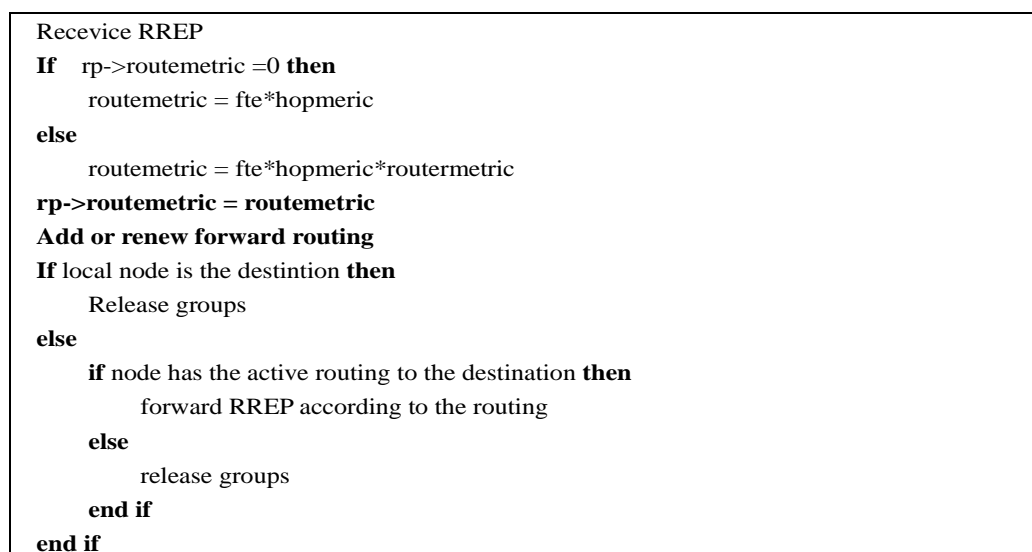 Recevice RREP
If rp->routemetric =0 then
routemetric = fte*hopmeric
else
routemetric = fte*hopmeric*routermetric
rp->routemetric = routemetric
Add or renew forward routing
If local node is the destintion then
Release groups
else
if node has the active routing to the destination then
forward RREP according to the routing
else
release groups
end if
end if